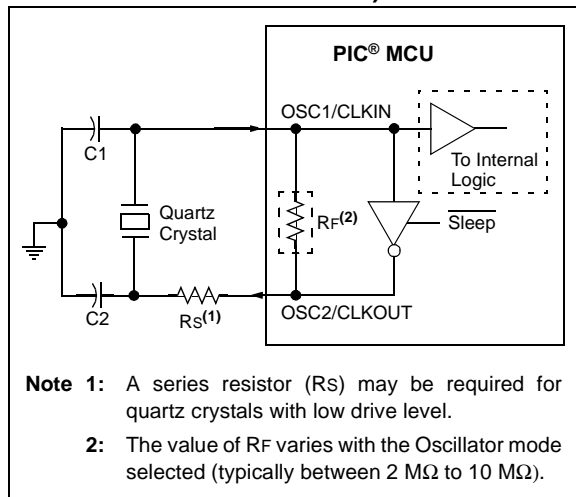 PIC® MCU
OSC1/CLKIN
C1
To Internal
Logic
Quartz
Crystal
RF(2)
Sleep
C2
RS(1)
OSC2/CLKOUT
Note 1: A series resistor (RS) may be required for
quartz crystals with low drive level.
2: The value of RF varies with the Oscillator mode
selected (typically between 2 MΩ to 10 MΩ).